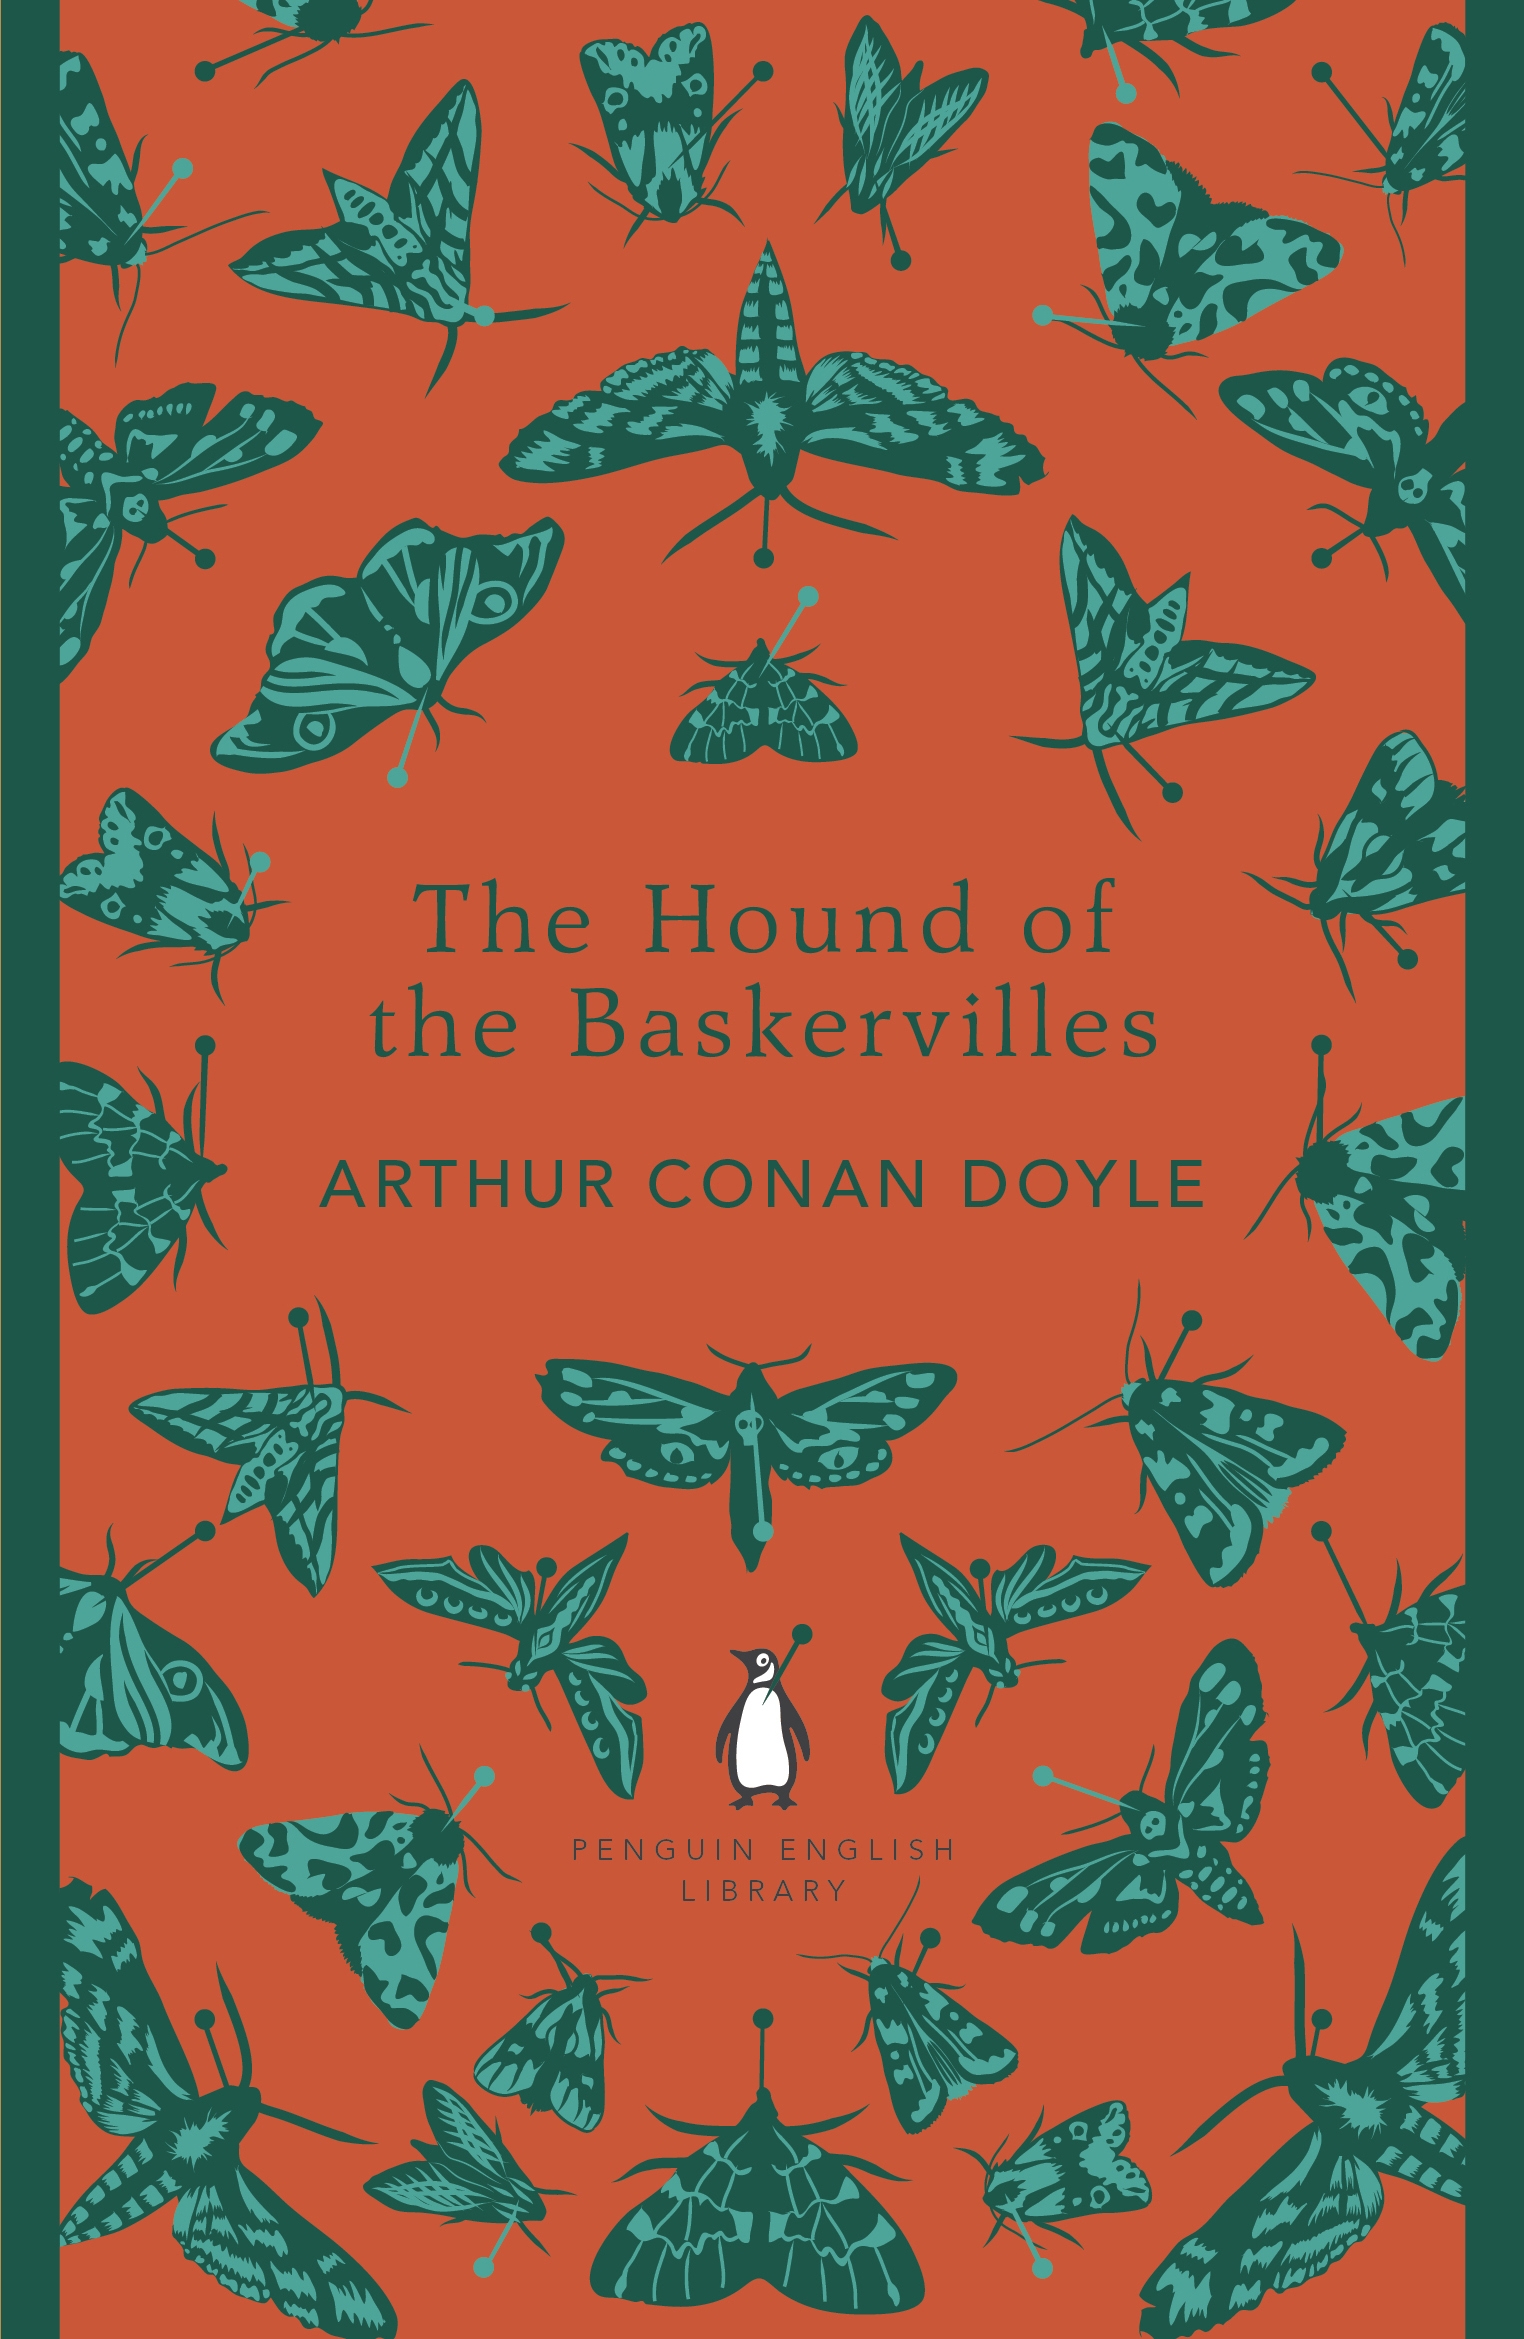 The Hound of
the Baskervilles
ARTHUR CONAN DOYLE
PENGUIN ENGLISH
LIBRARY